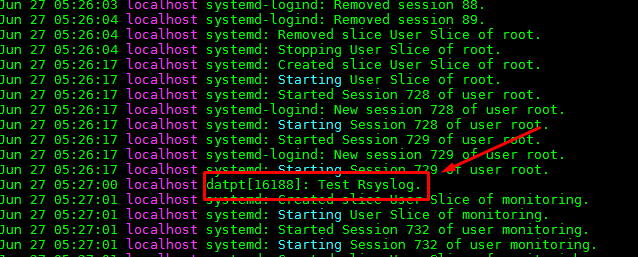 Jun 27 05:26:03 localhost systemd-logind: Removed session 88.
Jun 27 05:26:03 localhost systemd-logind: Removed session 89.
Jun 27 05:26:04 localhost systemd: Removed slice User Slice of root.
Jun 27 05:26:04 localhost systemd: Stopping User Slice of root.
Jun 27 05:26:17 localhost systemd: Created slice User Slice of root.
Jun 27 05:26:17 localhost systemd: Starting User Slice of root.
Jun 27 05:26:17 localhost systemd: Started Session 728 of user root.
Jun 27 05:26:17 localhost systemd-logind: New session 728 of user root.
Jun 27 05:26:17 localhost systemd: Starting Session 728 of user root.
Jun 27 05:26:17 localhost systemd: Started Session 729 of user root.
Jun 27 05:26:17 localhost systemd-logind: New session 729 of user root.
Jun 27 05:26:17 localhost systemd: Starting Session 729 of user root.
Jun 27 05:27:00 localhost datpt[16188]: Test Rsyslog.
Jun 27 05:27:01 localhost systemd: Created slice User Slice of monitoring.
Jun 27 05:27:01 localhost systemd: Starting User Slice of monitoring.
Jun 27 05:27:01 localhost systemd: Started Session 732 of user monitoring.
Jun 27 05:27:01 localhost systemd: Starting Session 732 of user monitoring.